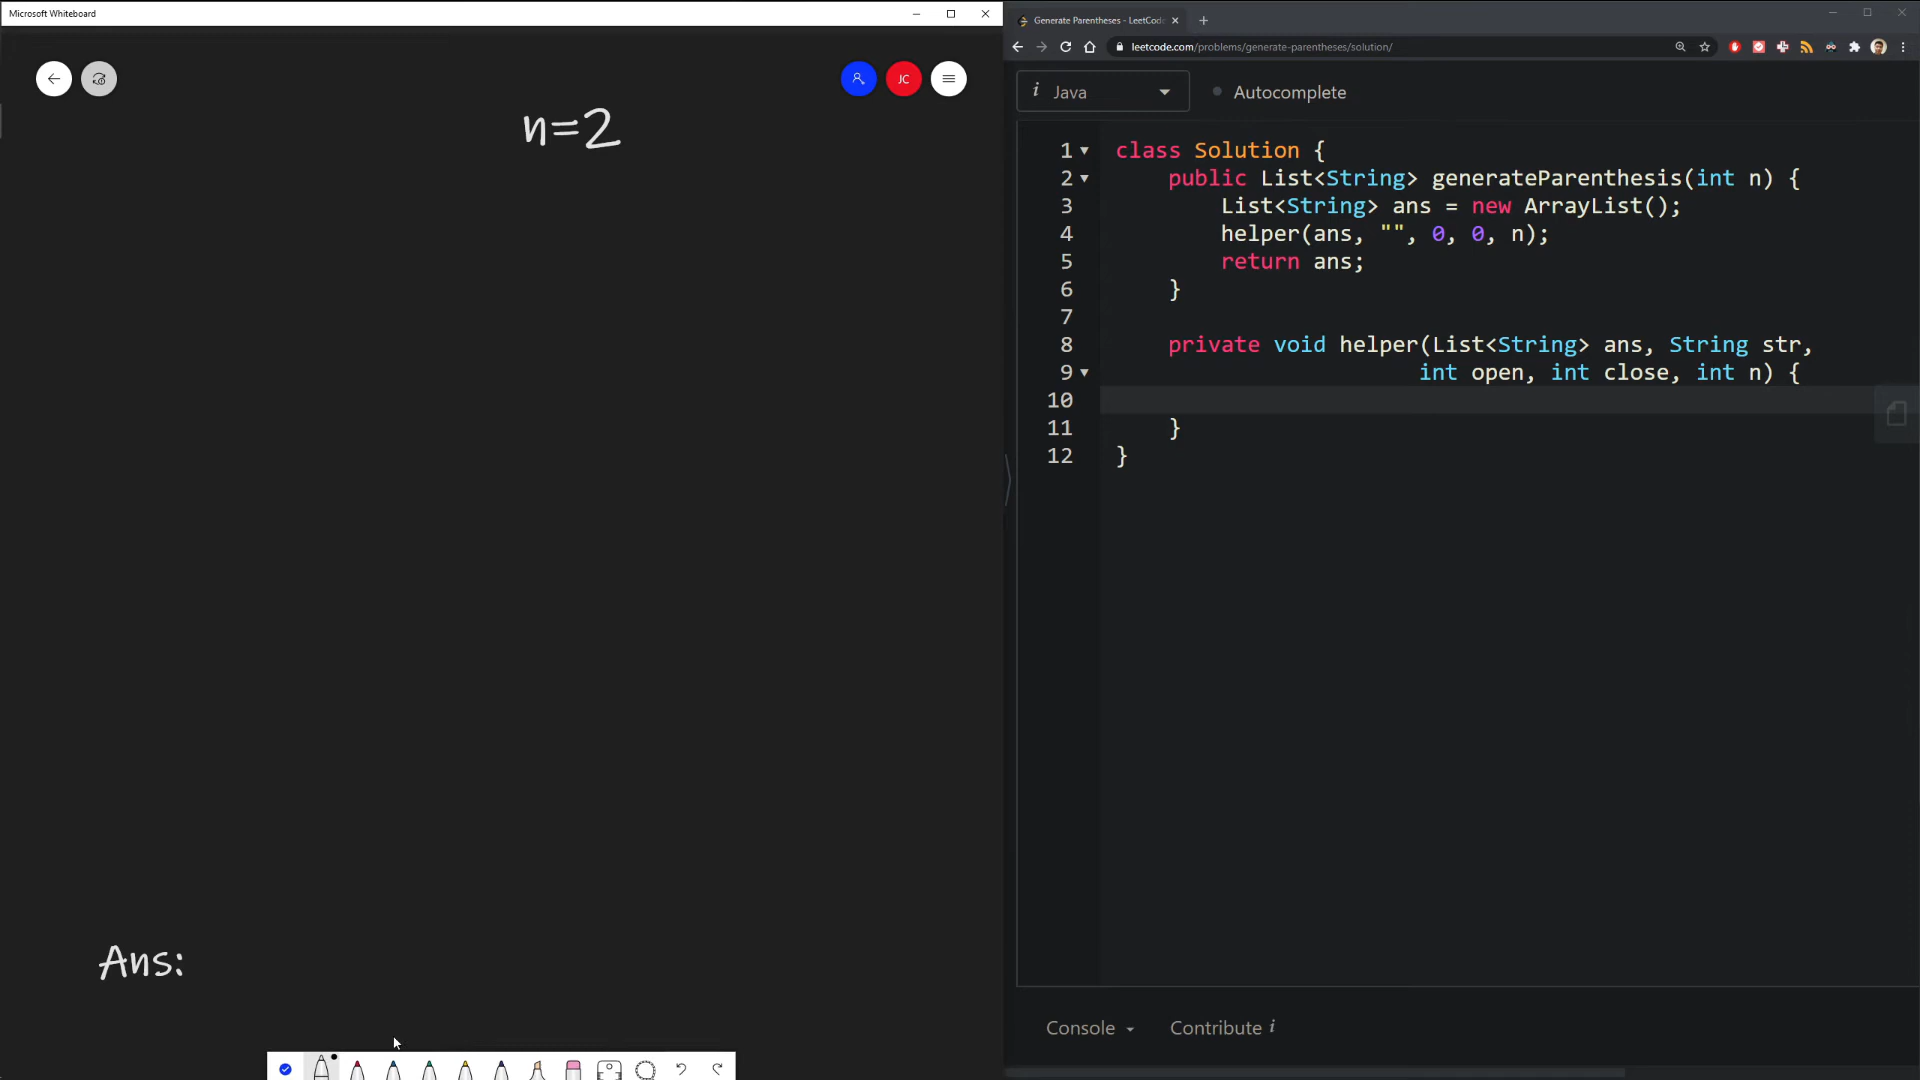 Microsoft Whiteboard
JC
n=2
Ans:
Generate Parentheses - LeetCod
leetcode.com/problems/generate-parentheses/solution/
i Java
Autocomplete
1 class Solution {
2 public List<String> generateParenthesis(int n) {
3 List<String> ans = new ArrayList();
4 helper(ans, "", 0, 0, n);
5 return ans;
6 }
7
8 private void helper(List<String> ans, String str,
9 int open, int close, int n) {
10
11 }
12 }
Console
Contribute i